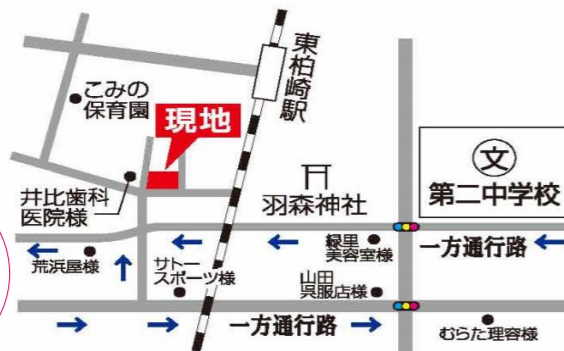 東柏崎駅
こみの
保育園
現地
文
第二中学校
井比歯科
医院様
羽森神社
緑里
美容室様
一方通行路
荒浜屋様
サトー
スポーツ様
山田
呉服店様
一方通行路
むらた理容様